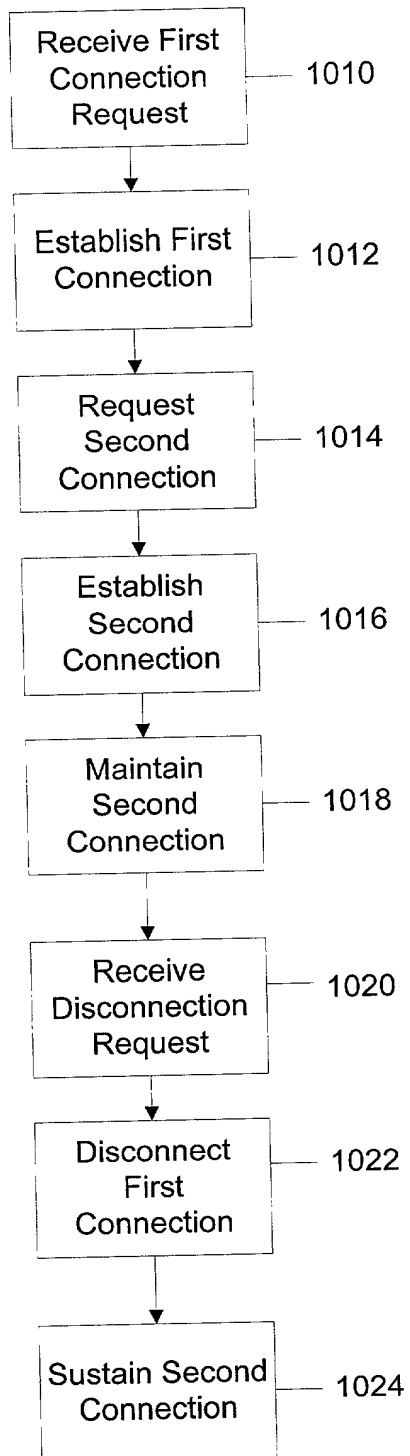 Receive First
Connection
Request
1010
Establish First
Connection
1012
Request
Second
Connection
1014
Establish
Second
Connection
1016
Maintain
Second
Connection
1018
Receive
Disconnection
Request
1020
Disconnect
First
Connection
1022
Sustain Second
Connection
1024